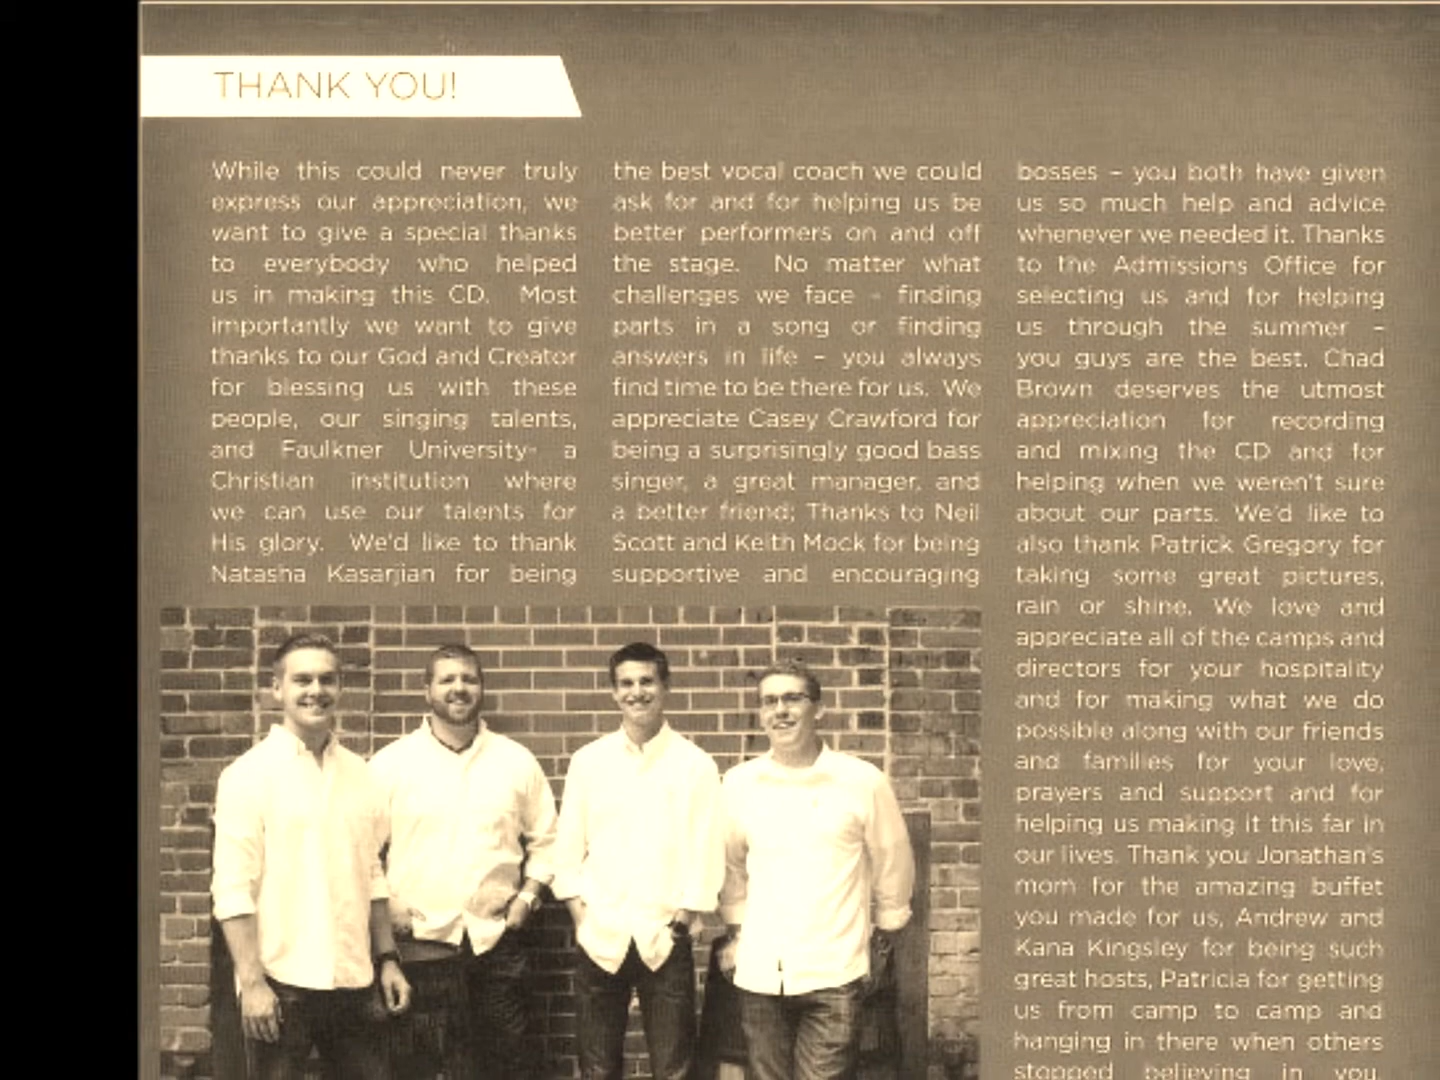 THANK YOU!
While this could never truly
express our appreciation, we
want to give a special thanks
to everybody who helped
us in making this CD. Most
importantly we want to give
thanks to our God and Creator
for blessing us with these
people, our singing talents,
and Faulkner University- a
Christian institution where
we can use our talents for
His glory. We'd like to thank
Natasha Kasarjian for being
the best vocal coach we could
ask for and for helping us be
better performers on and off
the stage. No matter what
challenges we face – finding
parts in a song or finding
answers in life – you always
find time to be there for us. We
appreciate Casey Crawford for
being a surprisingly good bass
singer, a great manager, and
a better friend; Thanks to Neil
Scott and Keith Mock for being
supportive and encouraging
bosses – you both have given
us so much help and advice
whenever we needed it. Thanks
to the Admissions Office for
selecting us and for helping
us through the summer –
you guys are the best. Chad
Brown deserves the utmost
appreciation for recording
and mixing the CD and for
helping when we weren't sure
about our parts. We'd like to
also thank Patrick Gregory for
taking some great pictures,
rain or shine. We love and
appreciate all of the camps and
directors for your hospitality
and for making what we do
possible along with our friends
and families for your love,
prayers and support and for
helping us making it this far in
our lives. Thank you Jonathan's
mom for the amazing buffet
you made for us, Andrew and
Kana Kingsley for being such
great hosts, Patricia for getting
us from camp to camp and
hanging in there when others
stopped believing in you,